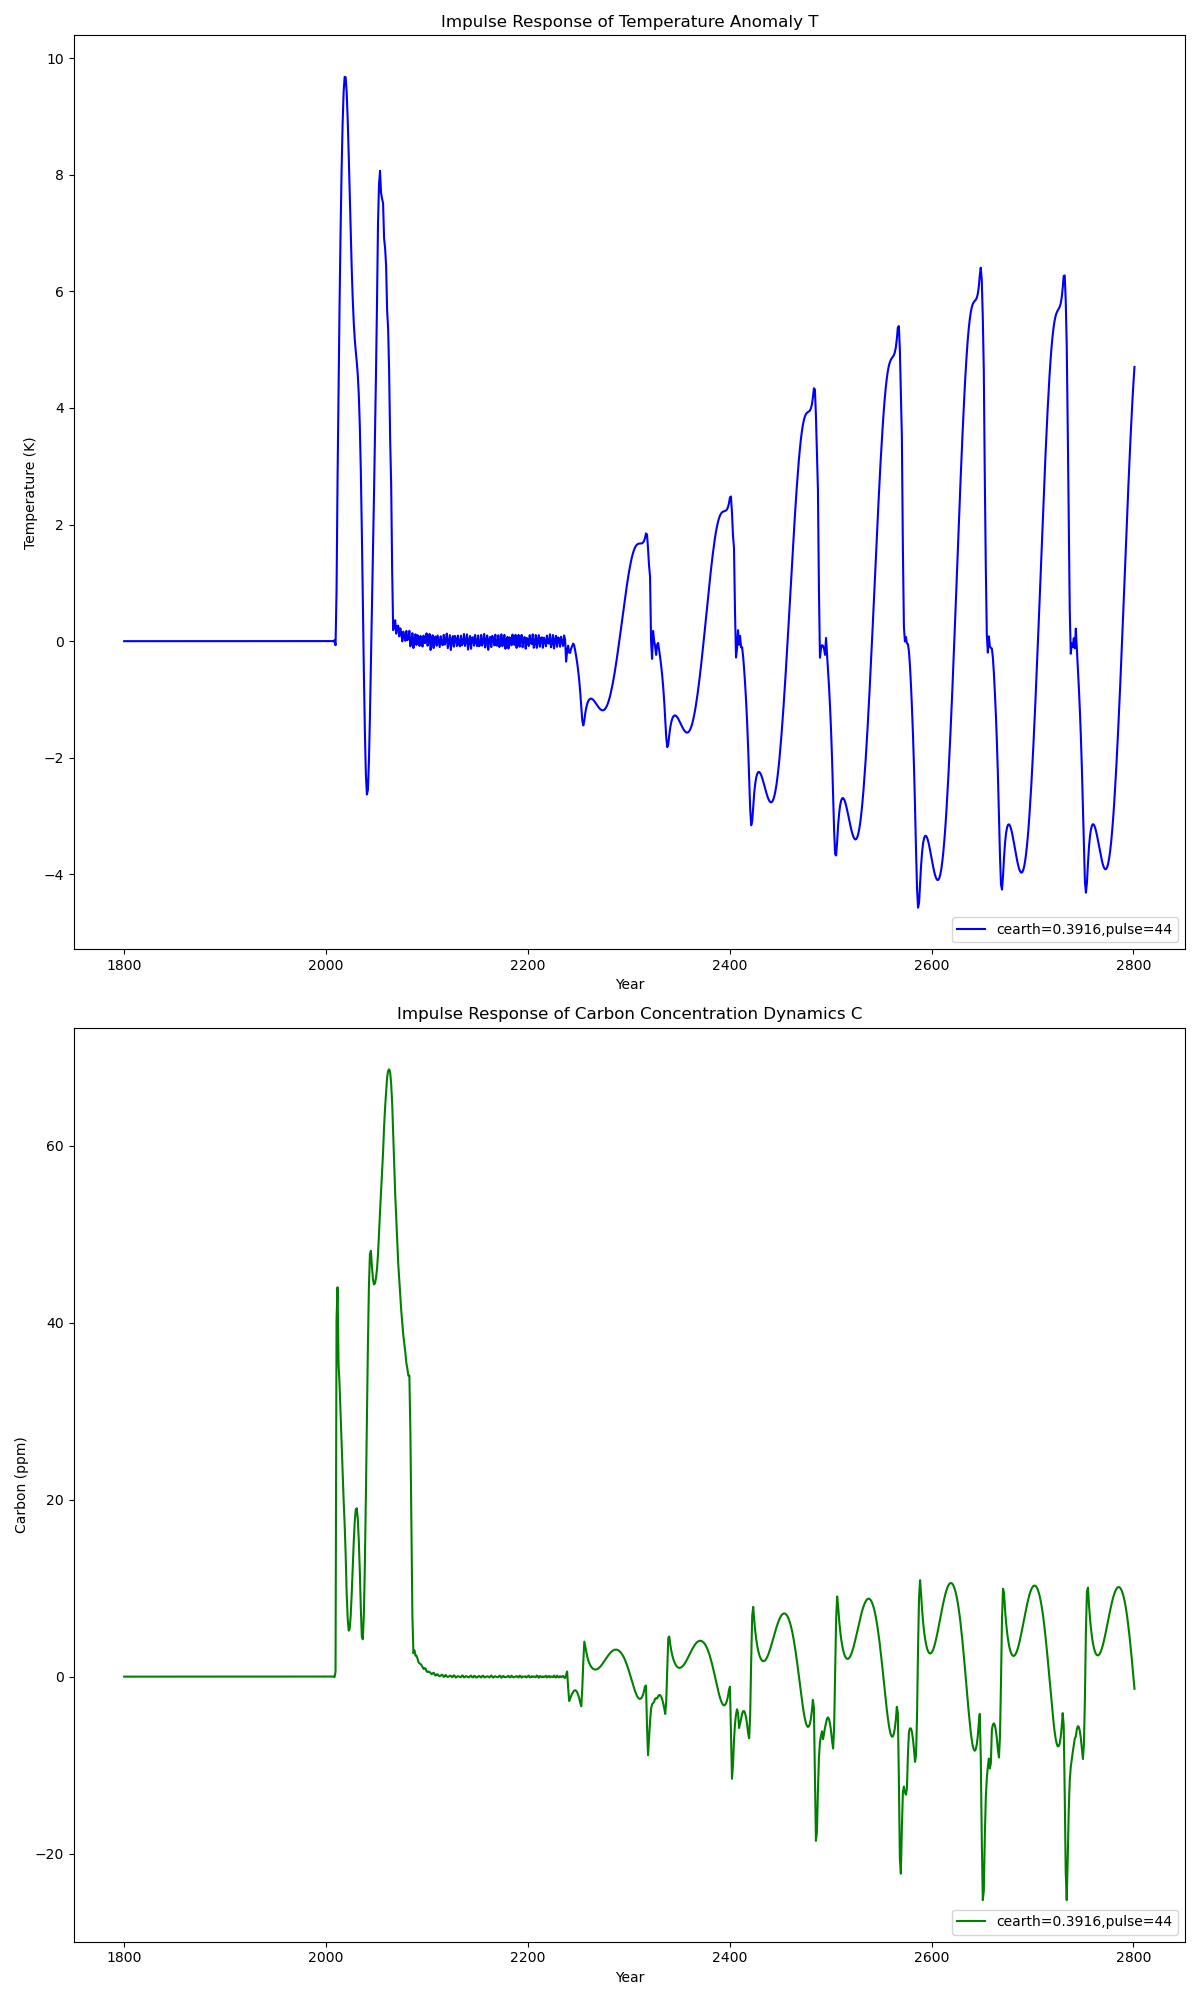 Impulse Response of Temperature Anomaly T
10
8
6
4
2
0
−2
−4
Temperature (K)
cearth=0.3916,pulse=44
1800 2000 2200 2400 2600 2800
Year
Impulse Response of Carbon Concentration Dynamics C
60
40
20
0
−20
Carbon (ppm)
cearth=0.3916,pulse=44
1800 2000 2200 2400 2600 2800
Year